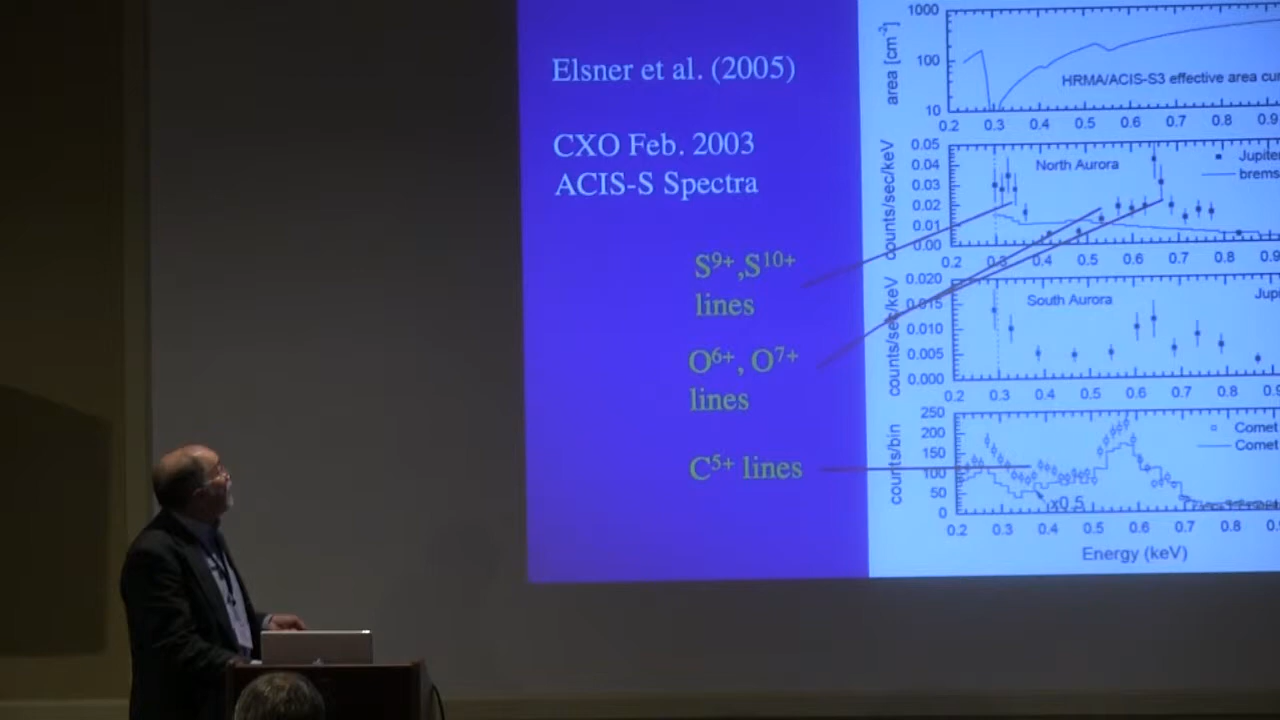 Elsner et al. (2005)
CXO Feb. 2003
ACIS-S Spectra
S9+,S10+
lines
O6+, O7+
lines
C5+ lines
1000
100
10
area [cm-2]
HRMA/ACIS-S3 effective area
0.2 0.3 0.4 0.5 0.6 0.7 0.8 0.9
0.05
0.04
0.03
0.02
0.01
0.00
counts/sec/keV
North Aurora
0.2 0.3 0.4 0.5 0.6 0.7 0.8 0.9
0.020
0.015
0.010
0.005
0.000
counts/sec/keV
South Aurora
0.2 0.3 0.4 0.5 0.6 0.7 0.8 0.9
250
200
150
100
50
0
counts/bin
Comet
Comet
x0.5
0.2 0.3 0.4 0.5 0.6 0.7 0.8
Energy (keV)